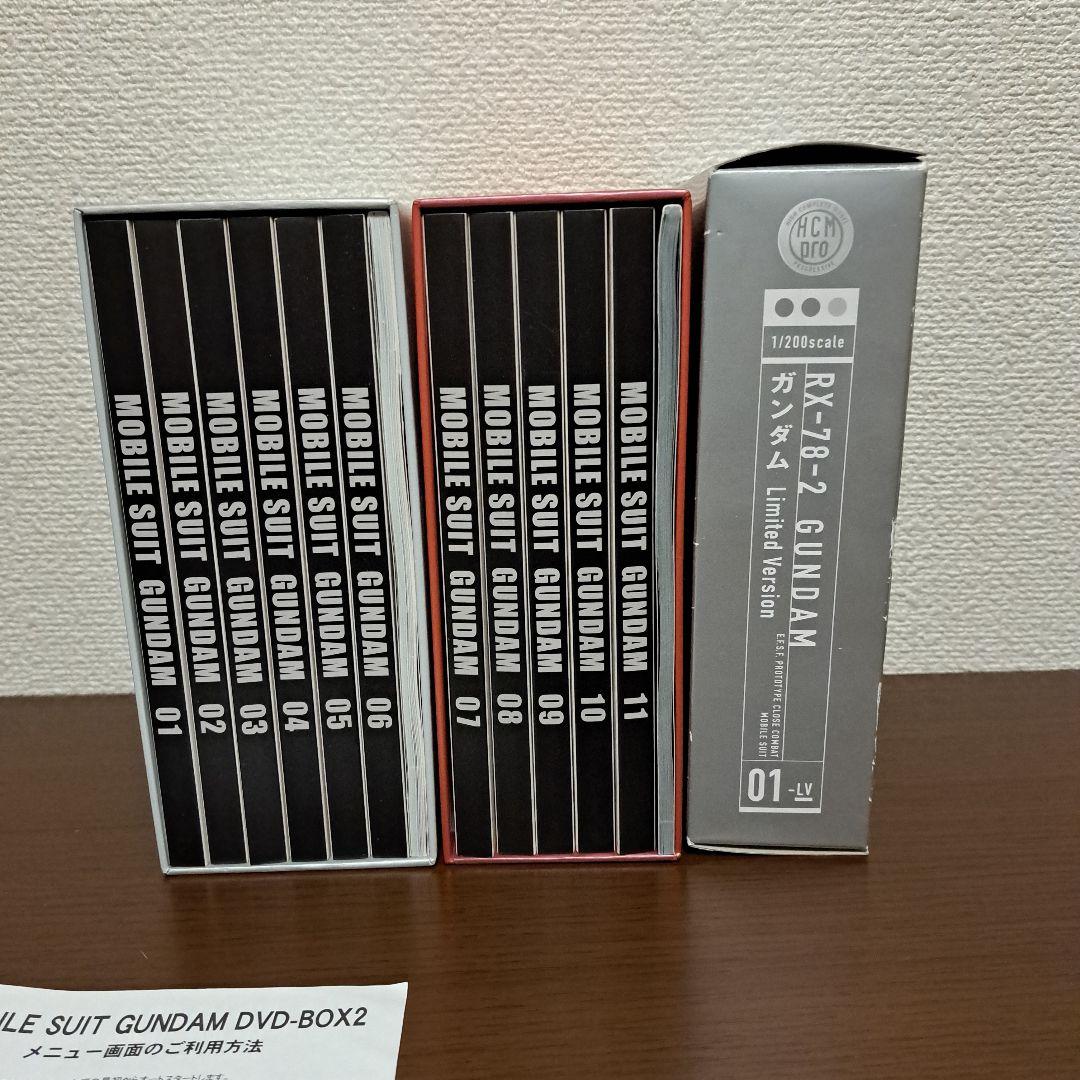 MOBILE SUIT GUNDAM 01
MOBILE SUIT GUNDAM 02
MOBILE SUIT GUNDAM 03
MOBILE SUIT GUNDAM 04
MOBILE SUIT GUNDAM 05
MOBILE SUIT GUNDAM 06
MOBILE SUIT GUNDAM 07
MOBILE SUIT GUNDAM 08
MOBILE SUIT GUNDAM 09
MOBILE SUIT GUNDAM 10
MOBILE SUIT GUNDAM 11
HCM
pro
PROGRESSIVE
1/200scale
RX-78-2 GUNDAM
ガンダム Limited Version
E.F.S.F. PROTOTYPE CLOSE COMBAT
MOBILE SUIT
01-LV
SUIT GUNDAM DVD-BOX2
メニュー画面のご利用方法